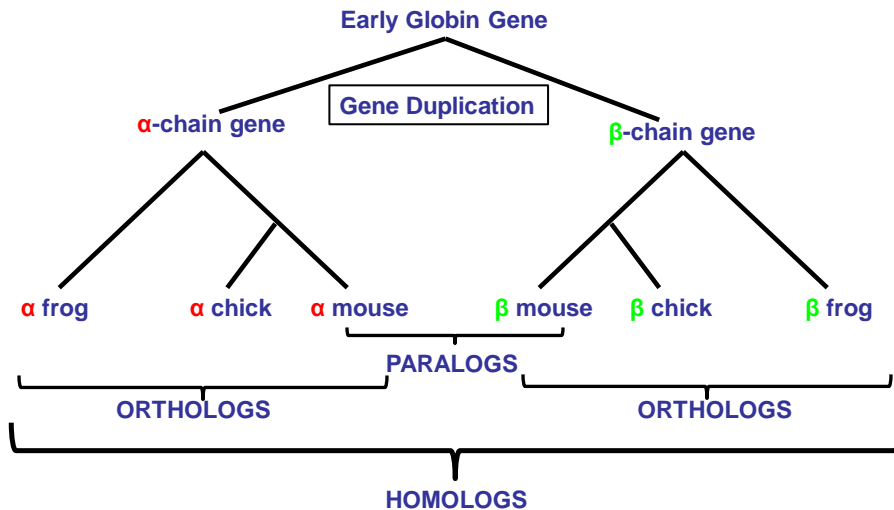 Early Globin Gene
Gene Duplication
α-chain gene
β-chain gene
α frog
α chick
α mouse
β mouse
β chick
β frog
PARALOGS
ORTHOLOGS
ORTHOLOGS
HOMOLOGS